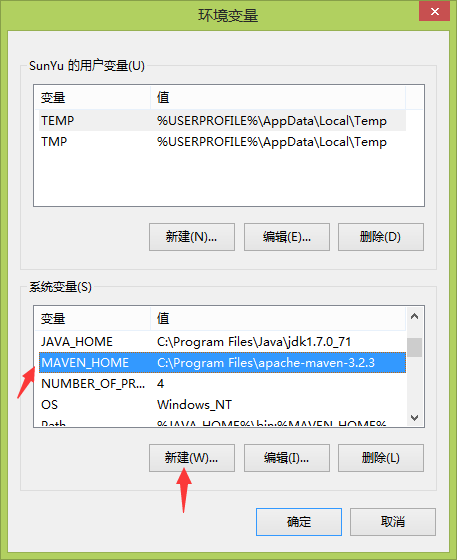 环境变量
SunYu 的用户变量(U)
变量 值
TEMP %USERPROFILE%\AppData\Local\Temp
TMP %USERPROFILE%\AppData\Local\Temp
新建(N)... 编辑(E)... 删除(D)
系统变量(S)
变量 值
JAVA_HOME C:\Program Files\Java\jdk1.7.0_71
MAVEN_HOME C:\Program Files\apache-maven-3.2.3
NUMBER_OF_PR... 4
OS Windows_NT
Path %JAVA_HOME%\bin;%MAVEN_HOME%
新建(W)... 编辑(I)... 删除(L)
确定 取消